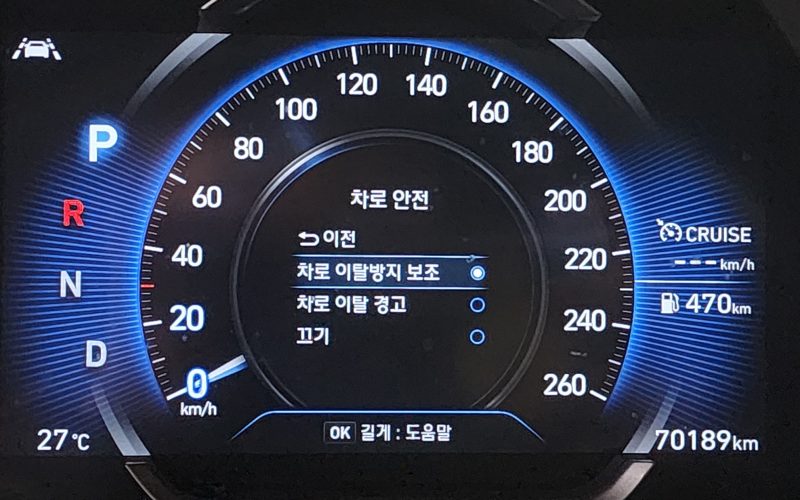 120
140
100
160
80
180
P
60
차로 안전
200
R
이전
CRUISE
40
차로 이탈방지 보조
220
---km/h
N
차로 이탈 경고
470km
20
끄기
240
D
0
km/h
260
27℃
OK 길게 : 도움말
70189km